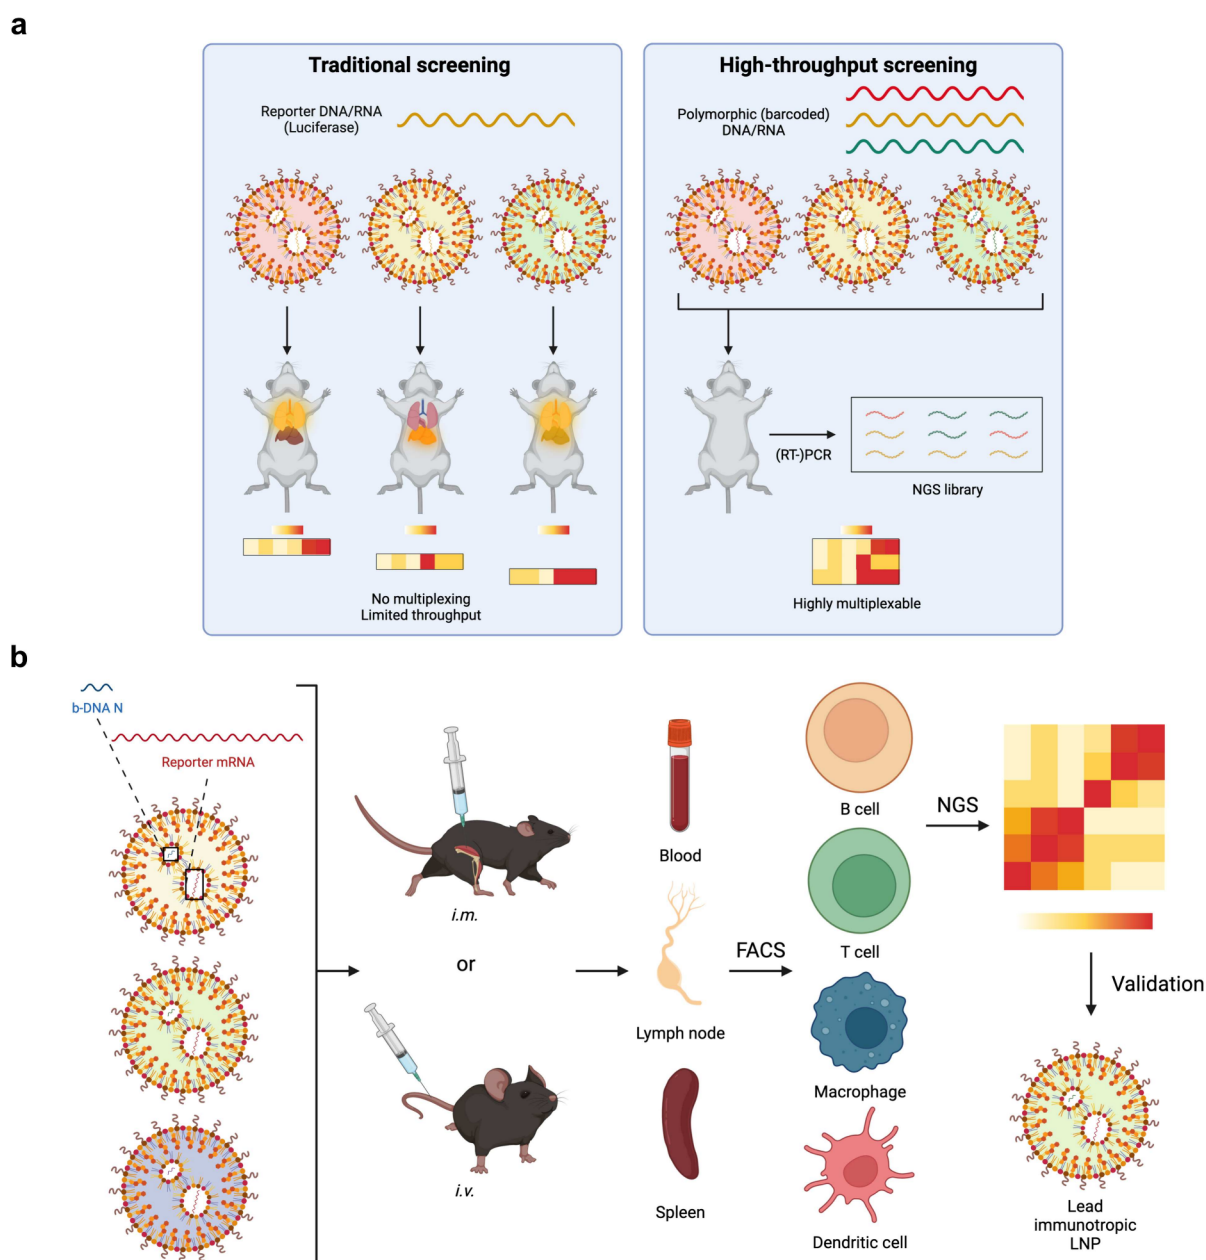 a
Traditional screening
Reporter DNA/RNA
(Luciferase)
No multiplexing
Limited throughput
High-throughput screening
Polymorphic (barcoded)
DNA/RNA
(RT-)PCR
NGS library
Highly multiplexable
b
b-DNA N
Reporter mRNA
i.m.
or
i.v.
Blood
Lymph node
Spleen
FACS
B cell
T cell
Macrophage
Dendritic cell
NGS
Validation
Lead
immunotropic
LNP